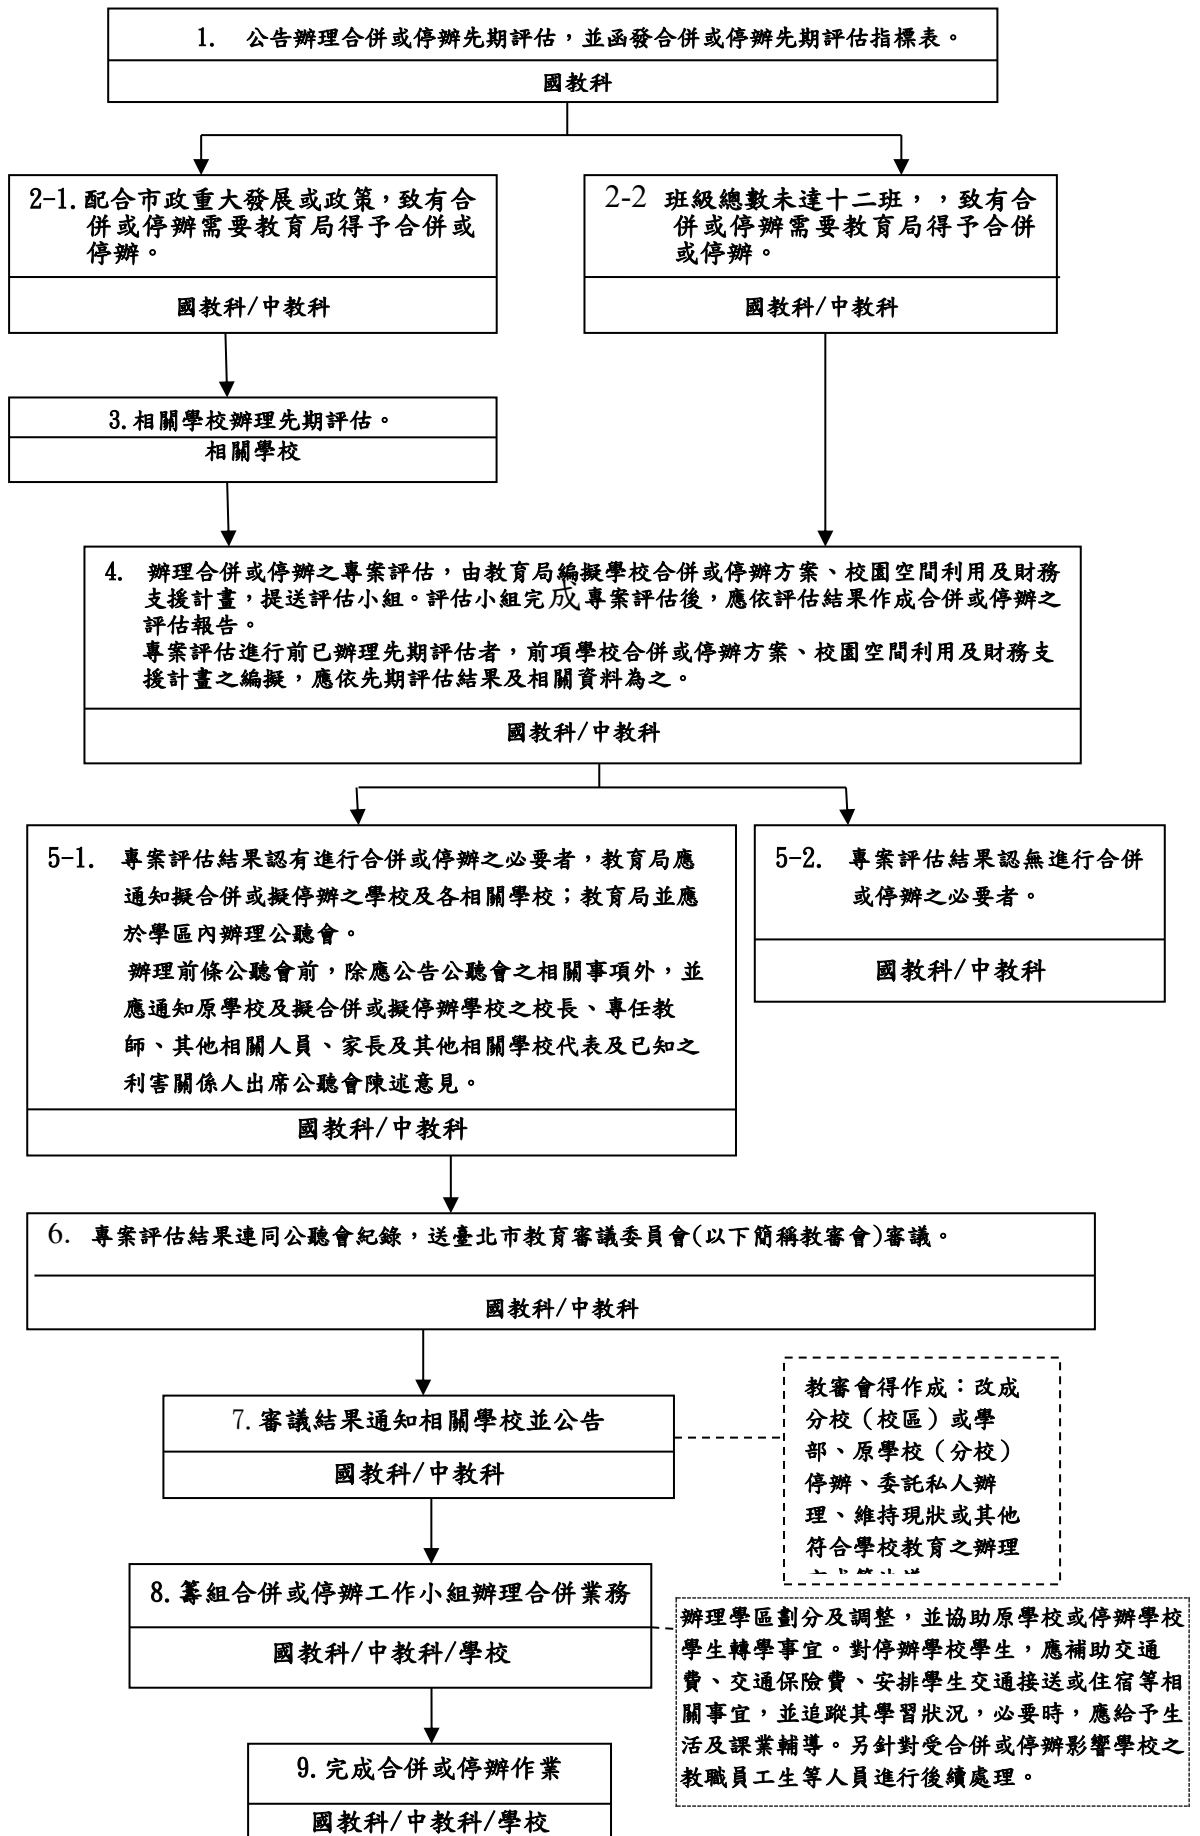 1. 公告辦理合併或停辦先期評估，並函發合併或停辦先期評估指標表。
國教科
2-1.配合市政重大發展或政策，致有合
併或停辦需要教育局得予合併或
停辦。
國教科/中教科
2-2 班級總數未達十二班，，致有合
併或停辦需要教育局得予合併
或停辦。
國教科/中教科
3.相關學校辦理先期評估。
相關學校
4. 辦理合併或停辦之專案評估，由教育局編擬學校合併或停辦方案、校園空間利用及財務
支援計畫，提送評估小組。評估小組完成專案評估後，應依評估結果作成合併或停辦之
評估報告。
專案評估進行前已辦理先期評估者，前項學校合併或停辦方案、校園空間利用及財務支
援計畫之編擬，應依先期評估結果及相關資料為之。
國教科/中教科
5-1. 專案評估結果認有進行合併或停辦之必要者，教育局應
通知擬合併或擬停辦之學校及各相關學校；教育局並應
於學區內辦理公聽會。
辦理前條公聽會前，除應公告公聽會之相關事項外，並
應通知原學校及擬合併或擬停辦學校之校長、專任教
師、其他相關人員、家長及其他相關學校代表及已知之
利害關係人出席公聽會陳述意見。
國教科/中教科
5-2. 專案評估結果認無進行合併
或停辦之必要者。
國教科/中教科
6. 專案評估結果連同公聽會紀錄，送臺北市教育審議委員會(以下簡稱教審會)審議。
國教科/中教科
7.審議結果通知相關學校並公告
國教科/中教科
教審會得作成：改成
分校（校區）或學
部、原學校（分校）
停辦、委託私人辦
理、維持現狀或其他
符合學校教育之辦理
8.籌組合併或停辦工作小組辦理合併業務
國教科/中教科/學校
辦理學區劃分及調整，並協助原學校或停辦學校
學生轉學事宜。對停辦學校學生，應補助交通
費、交通保險費、安排學生交通接送或住宿等相
關事宜，並追蹤其學習狀況，必要時，應給予生
活及課業輔導。另針對受合併或停辦影響學校之
教職員工生等人員進行後續處理。
9.完成合併或停辦作業
國教科/中教科/學校